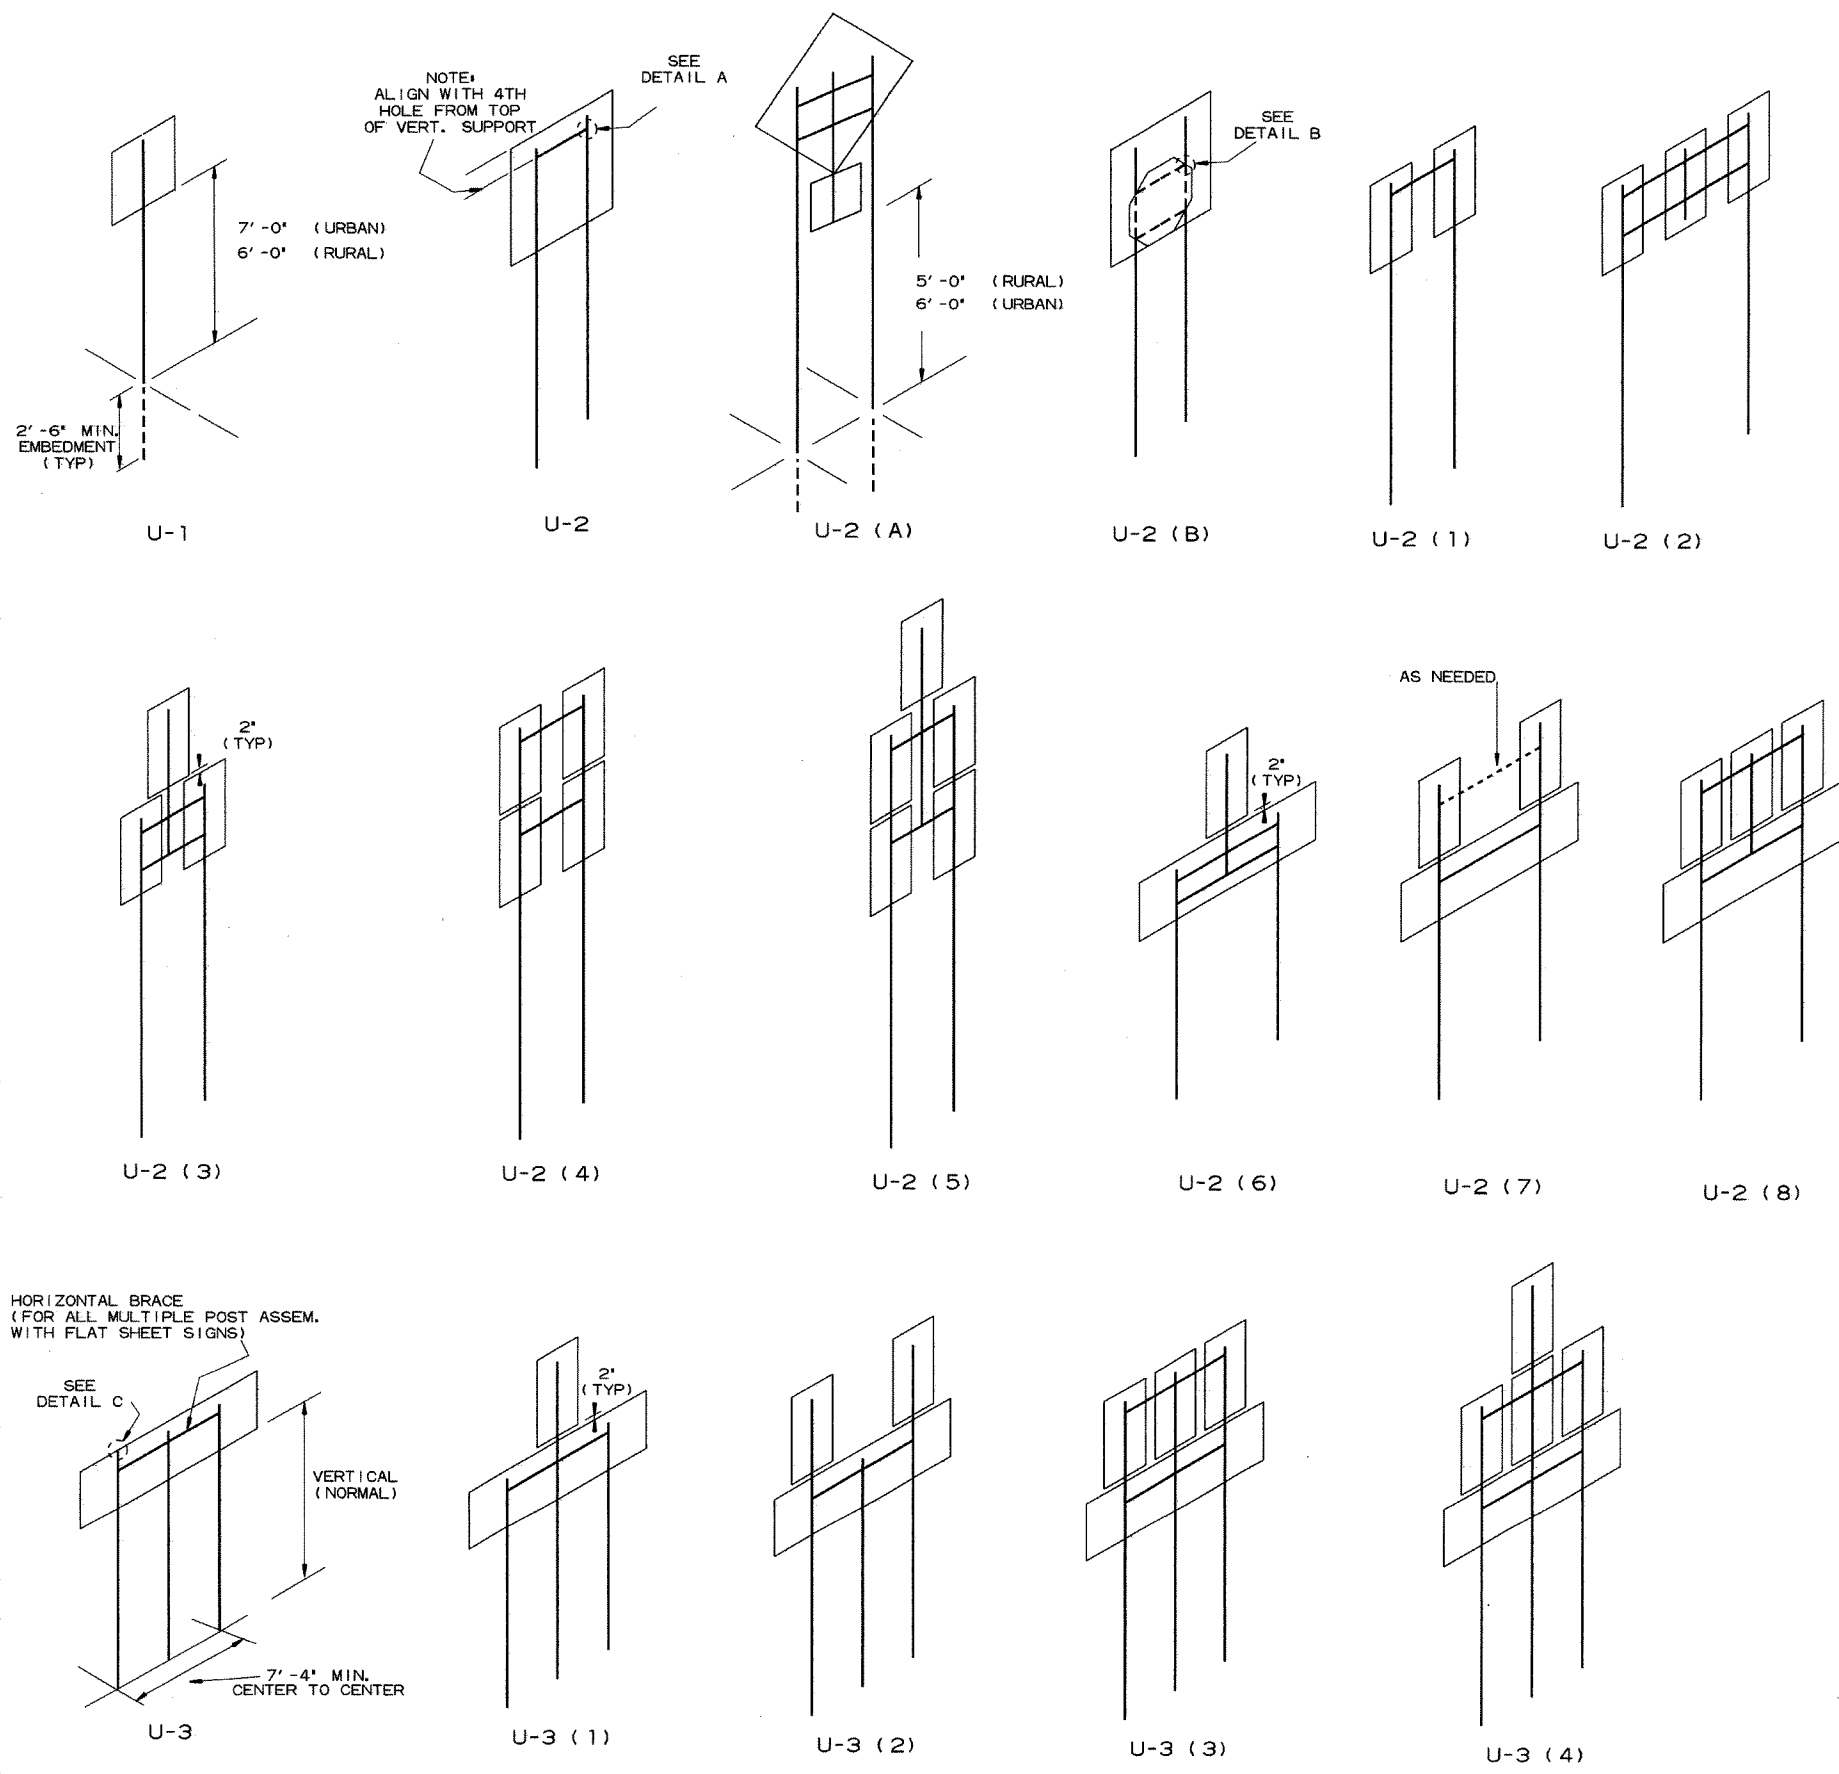 NOTE:
ALIGN WITH 4TH
HOLE FROM TOP
OF VERT. SUPPORT
SEE
DETAIL A
SEE
DETAIL B
7'-0" (URBAN)
6'-0" (RURAL)
5'-0" (RURAL)
6'-0" (URBAN)
2'-6" MIN.
EMBEDMENT
(TYP)
U-1
U-2
U-2 (A)
U-2 (B)
U-2 (1)
U-2 (2)
2"
(TYP)
2"
(TYP)
AS NEEDED
U-2 (3)
U-2 (4)
U-2 (5)
U-2 (6)
U-2 (7)
U-2 (8)
HORIZONTAL BRACE
(FOR ALL MULTIPLE POST ASSEM.
WITH FLAT SHEET SIGNS)
SEE
DETAIL C
VERTICAL
(NORMAL)
7'-4" MIN.
CENTER TO CENTER
2"
(TYP)
U-3
U-3 (1)
U-3 (2)
U-3 (3)
U-3 (4)